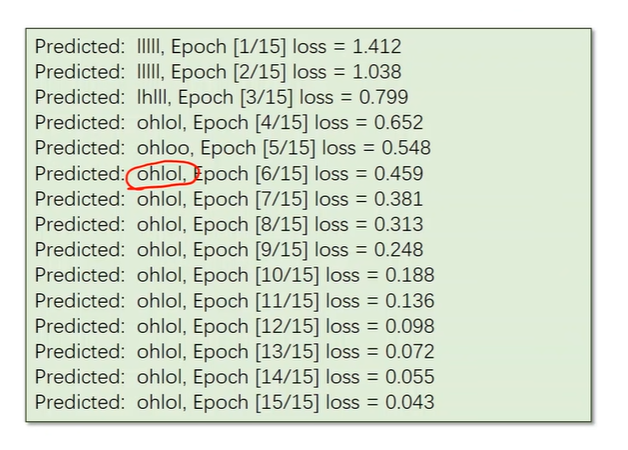 Predicted: lllll, Epoch [1/15] loss = 1.412
Predicted: lllll, Epoch [2/15] loss = 1.038
Predicted: lhlll, Epoch [3/15] loss = 0.799
Predicted: ohlol, Epoch [4/15] loss = 0.652
Predicted: ohloo, Epoch [5/15] loss = 0.548
Predicted: ohlol, Epoch [6/15] loss = 0.459
Predicted: ohlol, Epoch [7/15] loss = 0.381
Predicted: ohlol, Epoch [8/15] loss = 0.313
Predicted: ohlol, Epoch [9/15] loss = 0.248
Predicted: ohlol, Epoch [10/15] loss = 0.188
Predicted: ohlol, Epoch [11/15] loss = 0.136
Predicted: ohlol, Epoch [12/15] loss = 0.098
Predicted: ohlol, Epoch [13/15] loss = 0.072
Predicted: ohlol, Epoch [14/15] loss = 0.055
Predicted: ohlol, Epoch [15/15] loss = 0.043